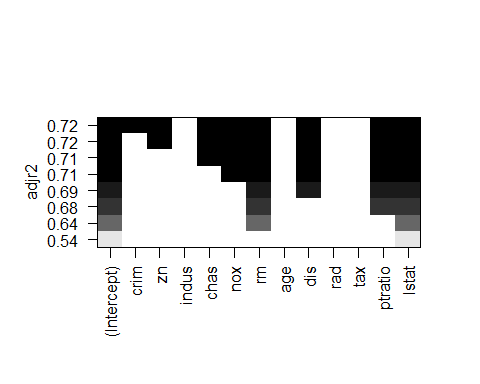 0.72
0.72
0.71
0.71
0.69
0.68
0.64
0.54
adjr2
(Intercept)
crim
zn
indus
chas
nox
rm
age
dis
rad
tax
ptratio
lstat